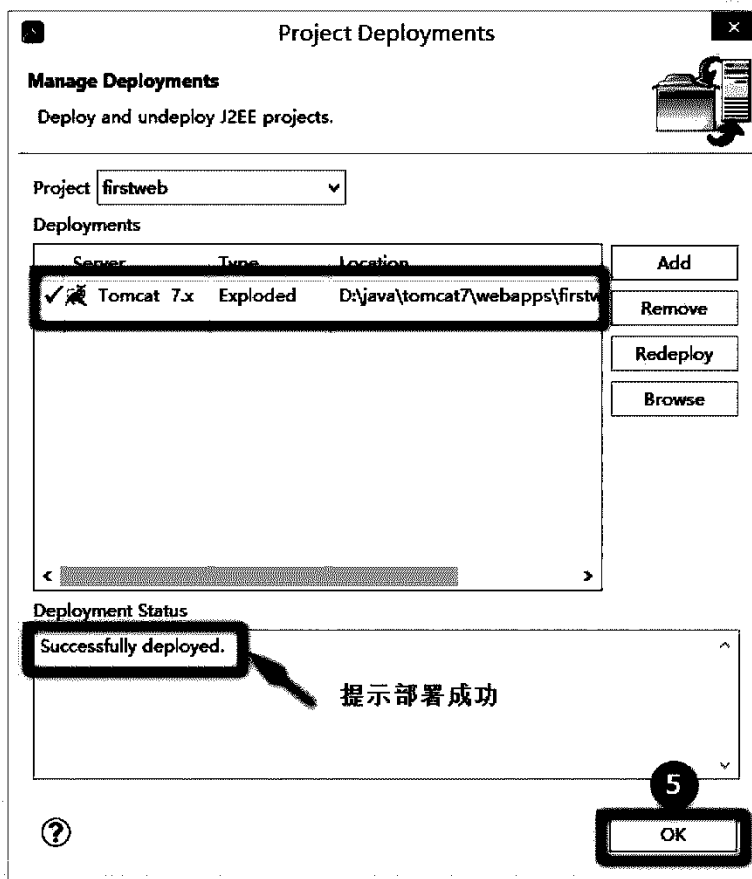 Project Deployments
×
Manage Deployments
Deploy and undeploy J2EE projects.
Project firstweb
Deployments
Server Type Location
Tomcat 7.x Exploded D:\java\tomcat7\webapps\firstw
Add
Remove
Redeploy
Browse
Deployment Status
Successfully deployed.
提示部署成功
5
?
OK